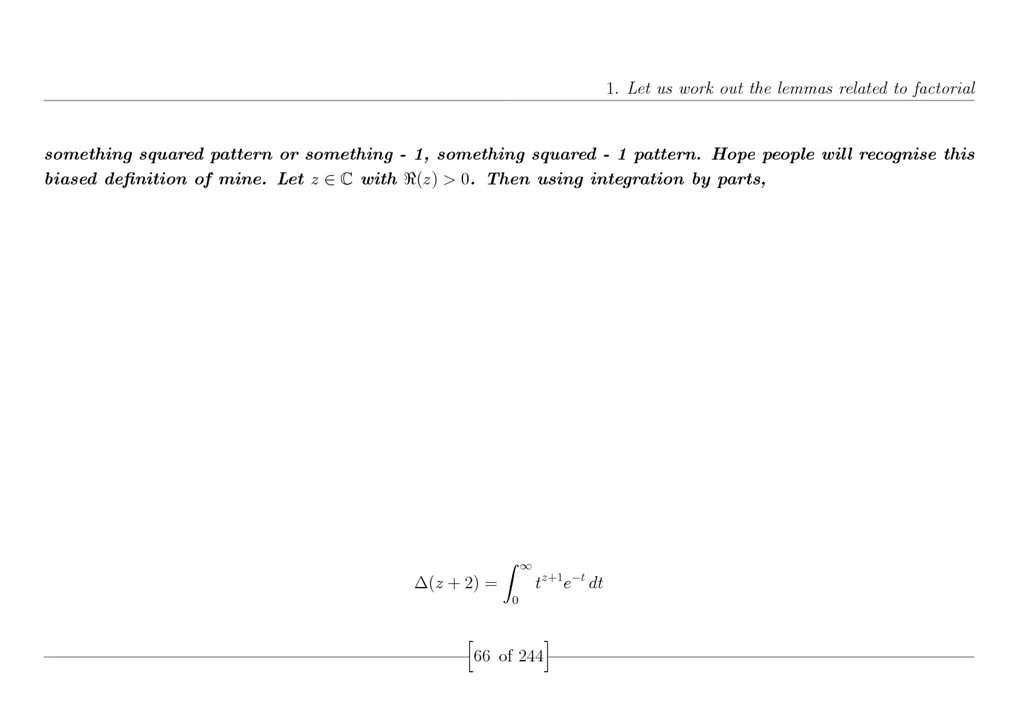 1. Let us work out the lemmas related to factorial
something squared pattern or something - 1, something squared - 1 pattern. Hope people will recognise this
biased definition of mine. Let z ∈ ℂ with ℜ(z) > 0. Then using integration by parts,
Δ(z + 2) = ∫₀^∞ t^{z+1} e^{−t} dt
[66 of 244]